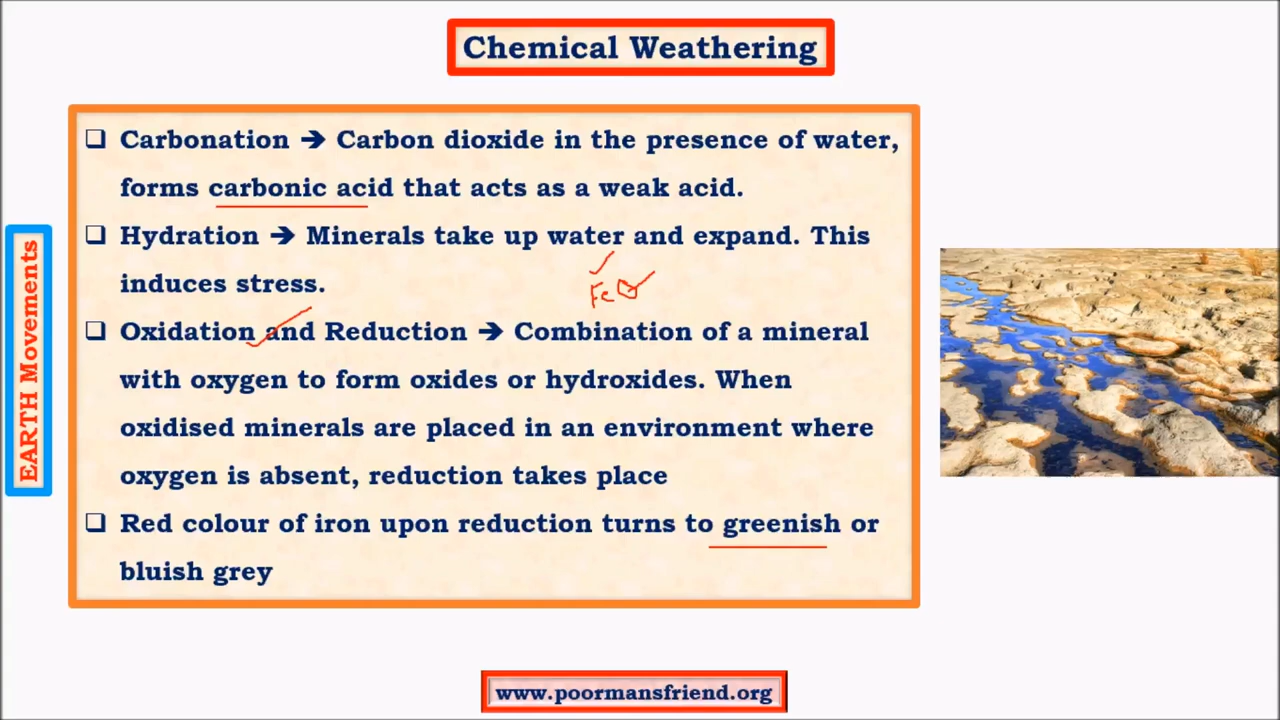 Chemical Weathering
❑ Carbonation ➔ Carbon dioxide in the presence of water,
forms carbonic acid that acts as a weak acid.
❑ Hydration ➔ Minerals take up water and expand. This
induces stress.
Fe
❑ Oxidation and Reduction ➔ Combination of a mineral
with oxygen to form oxides or hydroxides. When
oxidised minerals are placed in an environment where
oxygen is absent, reduction takes place
❑ Red colour of iron upon reduction turns to greenish or
bluish grey
EARTH Movements
www.poormansfriend.org